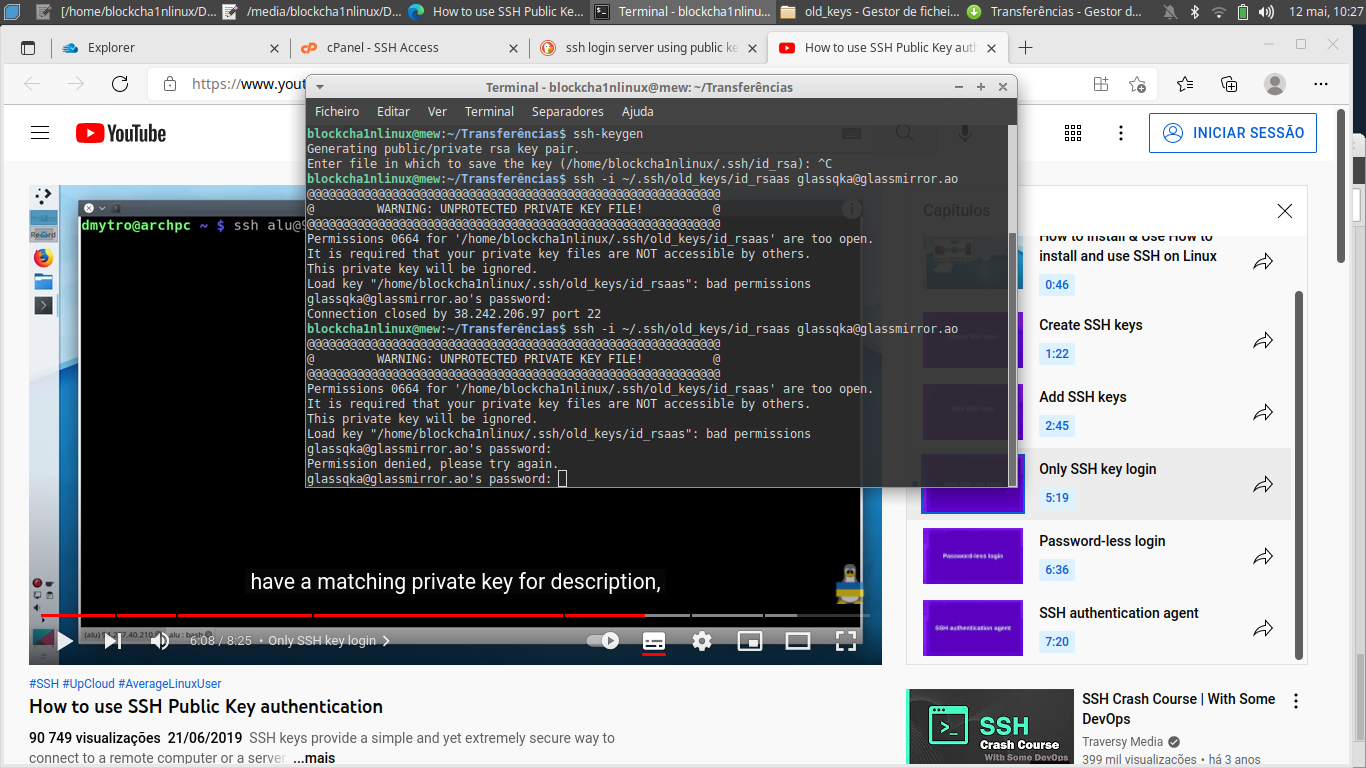 [/home/blockcha1nlinux/D...
/media/blockcha1nlinux/D...
How to use SSH Public Ke...
Terminal - blockcha1nlinu...
old_keys - Gestor de fichei...
Transferências - Gestor d...
12 mai, 10:27
Explorer
cPanel - SSH Access
ssh login server using public ke
How to use SSH Public Key auth
https://www.yout
Terminal - blockcha1nlinux@mew: ~/Transferências
Ficheiro Editar Ver Terminal Separadores Ajuda
blockcha1nlinux@mew:~/Transferências$ ssh-keygen
Generating public/private rsa key pair.
Enter file in which to save the key (/home/blockcha1nlinux/.ssh/id_rsa): ^C
blockcha1nlinux@mew:~/Transferências$ ssh -i ~/.ssh/old_keys/id_rsaas glassqka@glassmirror.ao
@@@@@@@@@@@@@@@@@@@@@@@@@@@@@@@@@@@@@@@@@@@@@@@@@@@@@@@@@@@
@         WARNING: UNPROTECTED PRIVATE KEY FILE!          @
@@@@@@@@@@@@@@@@@@@@@@@@@@@@@@@@@@@@@@@@@@@@@@@@@@@@@@@@@@@
Permissions 0664 for '/home/blockcha1nlinux/.ssh/old_keys/id_rsaas' are too open.
It is required that your private key files are NOT accessible by others.
This private key will be ignored.
Load key "/home/blockcha1nlinux/.ssh/old_keys/id_rsaas": bad permissions
glassqka@glassmirror.ao's password:
Connection closed by 38.242.206.97 port 22
blockcha1nlinux@mew:~/Transferências$ ssh -i ~/.ssh/old_keys/id_rsaas glassqka@glassmirror.ao
@@@@@@@@@@@@@@@@@@@@@@@@@@@@@@@@@@@@@@@@@@@@@@@@@@@@@@@@@@@
@         WARNING: UNPROTECTED PRIVATE KEY FILE!          @
@@@@@@@@@@@@@@@@@@@@@@@@@@@@@@@@@@@@@@@@@@@@@@@@@@@@@@@@@@@
Permissions 0664 for '/home/blockcha1nlinux/.ssh/old_keys/id_rsaas' are too open.
It is required that your private key files are NOT accessible by others.
This private key will be ignored.
Load key "/home/blockcha1nlinux/.ssh/old_keys/id_rsaas": bad permissions
glassqka@glassmirror.ao's password:
Permission denied, please try again.
glassqka@glassmirror.ao's password:
YouTube
INICIAR SESSÃO
dmytro@archpc ~ $ ssh alu@9
have a matching private key for description,
6:08 / 8:25 • Only SSH key login
Capítulos
How to Install & Use How to
install and use SSH on Linux
0:46
Create SSH keys
1:22
Add SSH keys
2:45
Only SSH key login
5:19
Password-less login
Password-less login
6:36
SSH authentication agent
SSH authentication agent
7:20
#SSH #UpCloud #AverageLinuxUser
How to use SSH Public Key authentication
90 749 visualizações 21/06/2019 SSH Keys provide a simple and yet extremely secure way to
connect to a remote computer or a server. ...mais
SSH
Crash Course
With Some DevOps
SSH Crash Course | With Some
DevOps
Traversy Media
399 mil visualizações • há 3 anos